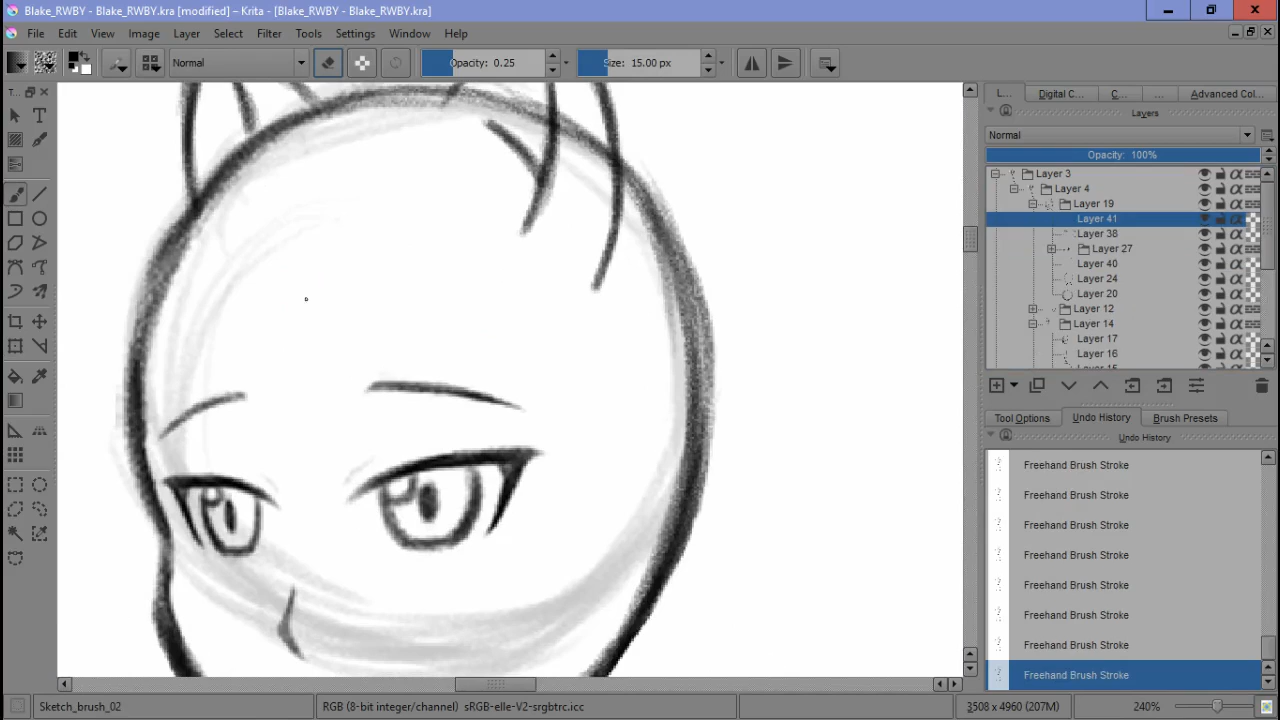 Blake_RWBY - Blake_RWBY.kra [modified] – Krita - [Blake_RWBY - Blake_RWBY.kra]
File Edit View Image Layer Select Filter Tools Settings Window Help
Normal Opacity: 0.25 Size: 15.00 px
T... L... Digital C... C... ... Advanced Col...
Layers
Normal
Opacity: 100%
Layer 3
Layer 4
Layer 19
Layer 41
Layer 38
Layer 27
Layer 40
Layer 24
Layer 20
Layer 12
Layer 14
Layer 17
Layer 16
Tool Options Undo History Brush Presets
Undo History
Freehand Brush Stroke
Freehand Brush Stroke
Freehand Brush Stroke
Freehand Brush Stroke
Freehand Brush Stroke
Freehand Brush Stroke
Freehand Brush Stroke
Freehand Brush Stroke
Sketch_brush_02 RGB (8-bit integer/channel) sRGB-elle-V2-srgbtrc.icc 3508 x 4960 (207M) 240%